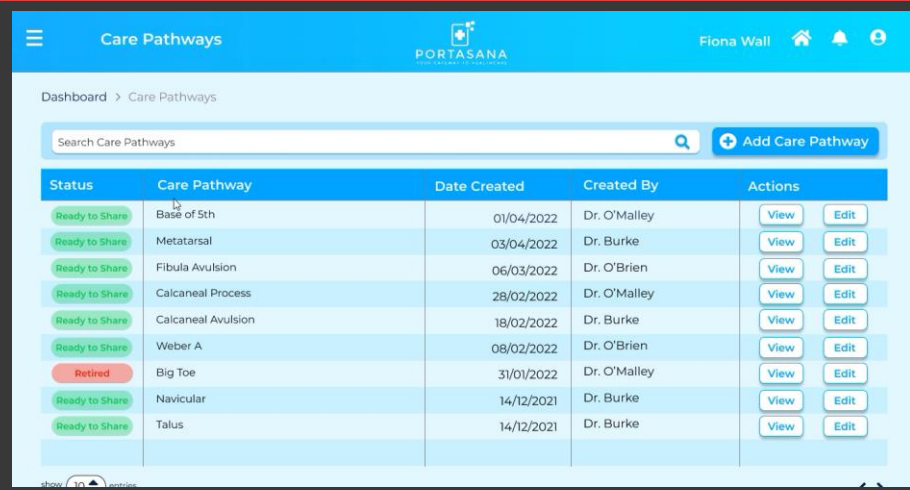 Care Pathways
PORTASANA
YOUR GATEWAY TO HEALTHCARE
Fiona Wall
Dashboard > Care Pathways
Search Care Pathways
Add Care Pathway
Status Care Pathway Date Created Created By Actions
Ready to Share Base of 5th 01/04/2022 Dr. O'Malley View Edit
Ready to Share Metatarsal 03/04/2022 Dr. Burke View Edit
Ready to Share Fibula Avulsion 06/03/2022 Dr. O'Brien View Edit
Ready to Share Calcaneal Process 28/02/2022 Dr. O'Malley View Edit
Ready to Share Calcaneal Avulsion 18/02/2022 Dr. Burke View Edit
Ready to Share Weber A 08/02/2022 Dr. O'Brien View Edit
Retired Big Toe 31/01/2022 Dr. O'Malley View Edit
Ready to Share Navicular 14/12/2021 Dr. Burke View Edit
Ready to Share Talus 14/12/2021 Dr. Burke View Edit
show 10 entries